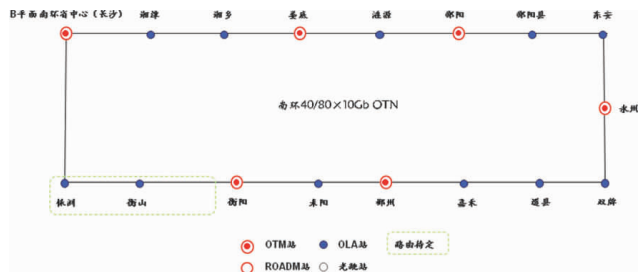 B平面南环省中心（长沙）
湘潭
湘乡
娄底
涟源
邵阳
邵阳县
东安
南环40/80×10Gb OTN
永州
株洲
衡山
衡阳
耒阳
郴州
嘉禾
道县
双牌
OTM站
OLA站
路由待定
ROADM站
光缆站